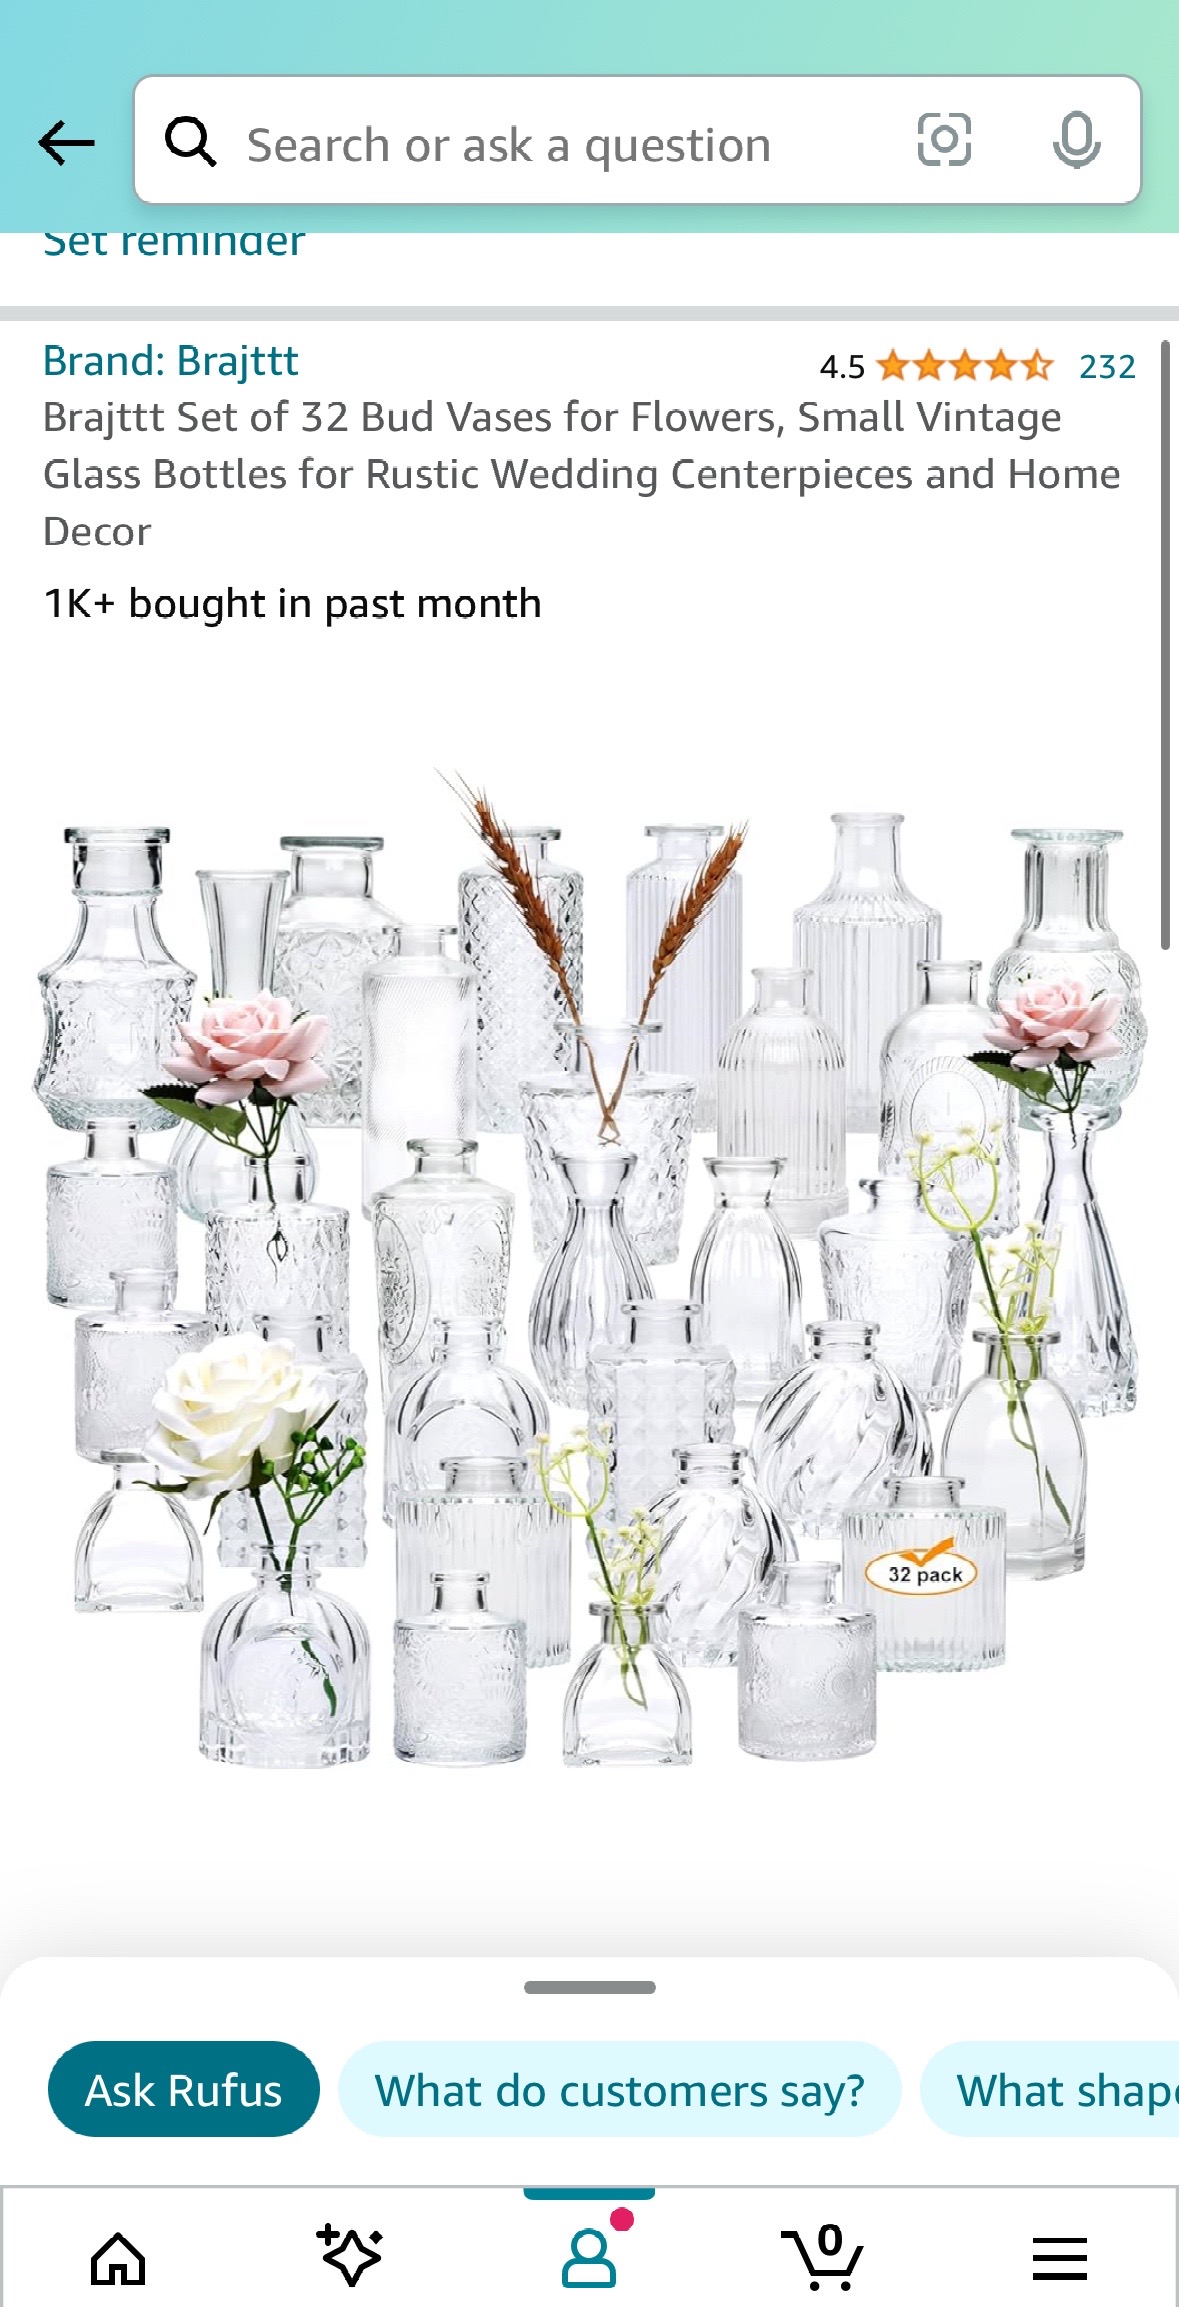 Search or ask a question
Set reminder
Brand: Brajttt
4.5 232
Brajttt Set of 32 Bud Vases for Flowers, Small Vintage
Glass Bottles for Rustic Wedding Centerpieces and Home
Decor
1K+ bought in past month
32 pack
Ask Rufus What do customers say? What shap
0